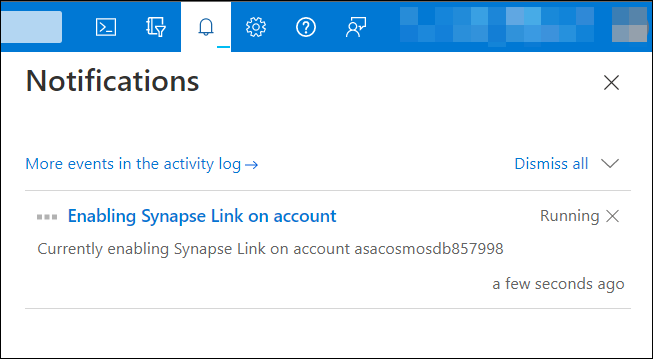 Notifications
More events in the activity log →
Dismiss all
Enabling Synapse Link on account
Running
Currently enabling Synapse Link on account asacosmosdb857998
a few seconds ago